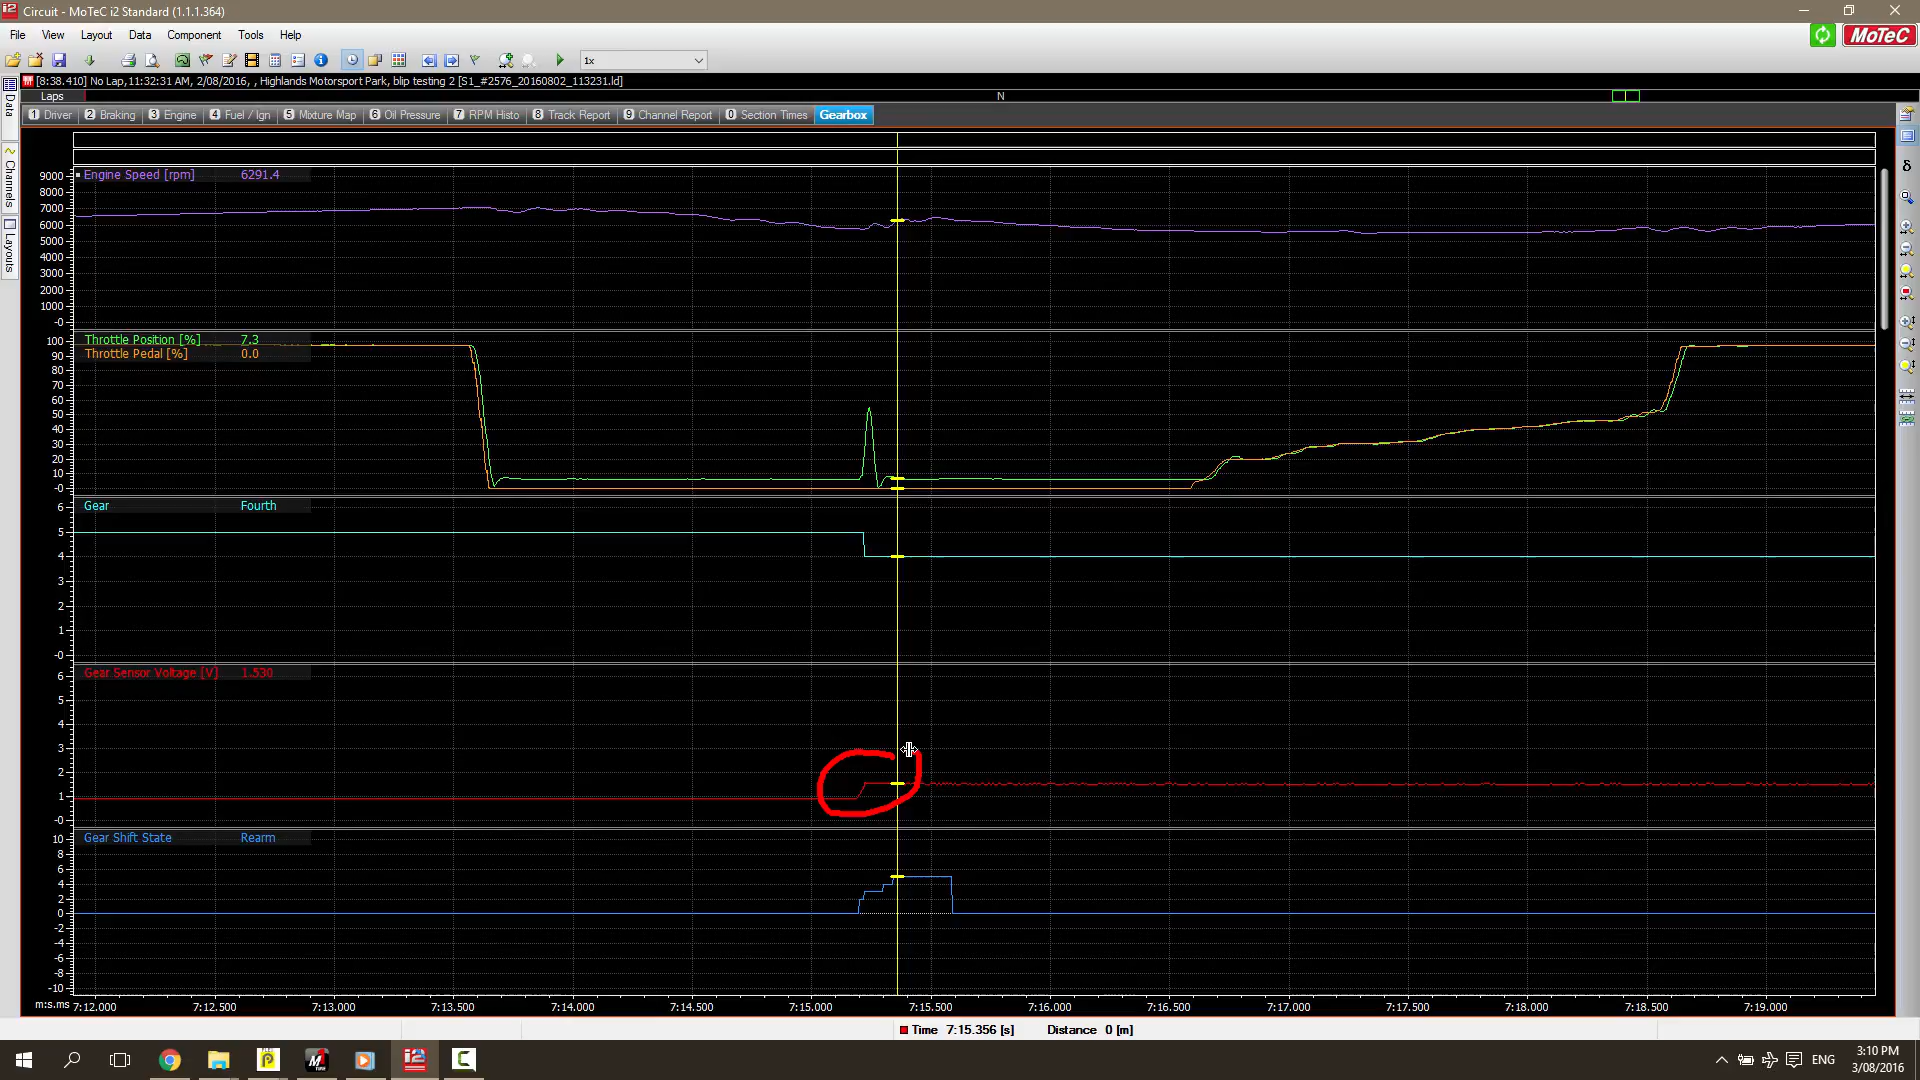 Circuit - MoTeC i2 Standard (1.1.1.364)
File View Layout Data Component Tools Help
MoTeC
1x
[8:38.410] No Lap,11:32:31 AM, 2/08/2016, , Highlands Motorsport Park, blip testing 2 [S1_#2576_20160802_113231.ld]
Laps
N
1 Driver 2 Braking 3 Engine 4 Fuel / Ign 5 Mixture Map 6 Oil Pressure 7 RPM Histo 8 Track Report 9 Channel Report 0 Section Times Gearbox
Data
Channels
Layouts
Engine Speed [rpm] 6291.4
9000
8000
7000
6000
5000
4000
3000
2000
1000
-0
Throttle Position [%] 7.3
Throttle Pedal [%] 0.0
100
90
80
70
60
50
40
30
20
10
-0
Gear Fourth
6
5
4
3
2
1
-0
Gear Sensor Voltage [V] 1.530
6
5
4
3
2
1
-0
Gear Shift State Rearm
10
8
6
4
2
0
-2
-4
-6
-8
-10
m:s.ms 7:12.000 7:12.500 7:13.000 7:13.500 7:14.000 7:14.500 7:15.000 7:15.500 7:16.000 7:16.500 7:17.000 7:17.500 7:18.000 7:18.500 7:19.000
Time 7:15.356 [s] Distance 0 [m]
ENG
3:10 PM
3/08/2016